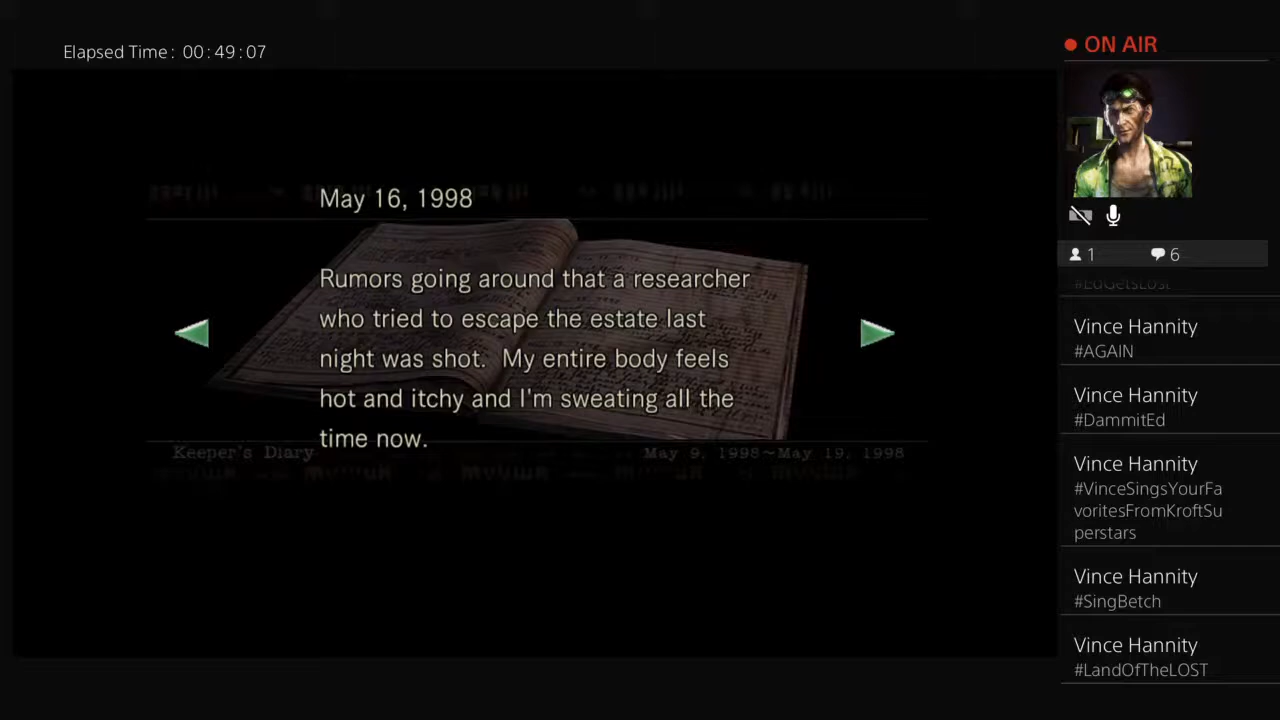 Elapsed Time: 00:49:07
ON AIR
May 16, 1998
Rumors going around that a researcher
who tried to escape the estate last
night was shot.  My entire body feels
hot and itchy and I'm sweating all the
time now.
Keeper's Diary
May 9, 1998~May 19, 1998
1
6
#EdGetsLost
Vince Hannity
#AGAIN
Vince Hannity
#DammitEd
Vince Hannity
#VinceSingsYourFa
voritesFromKroftSu
perstars
Vince Hannity
#SingBetch
Vince Hannity
#LandOfTheLOST